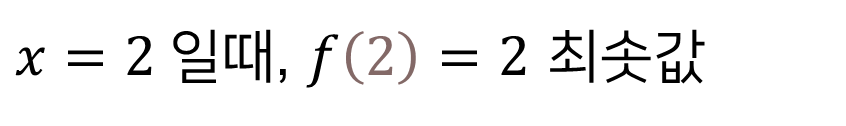 x = 2 일때, f(2) = 2 최솟값